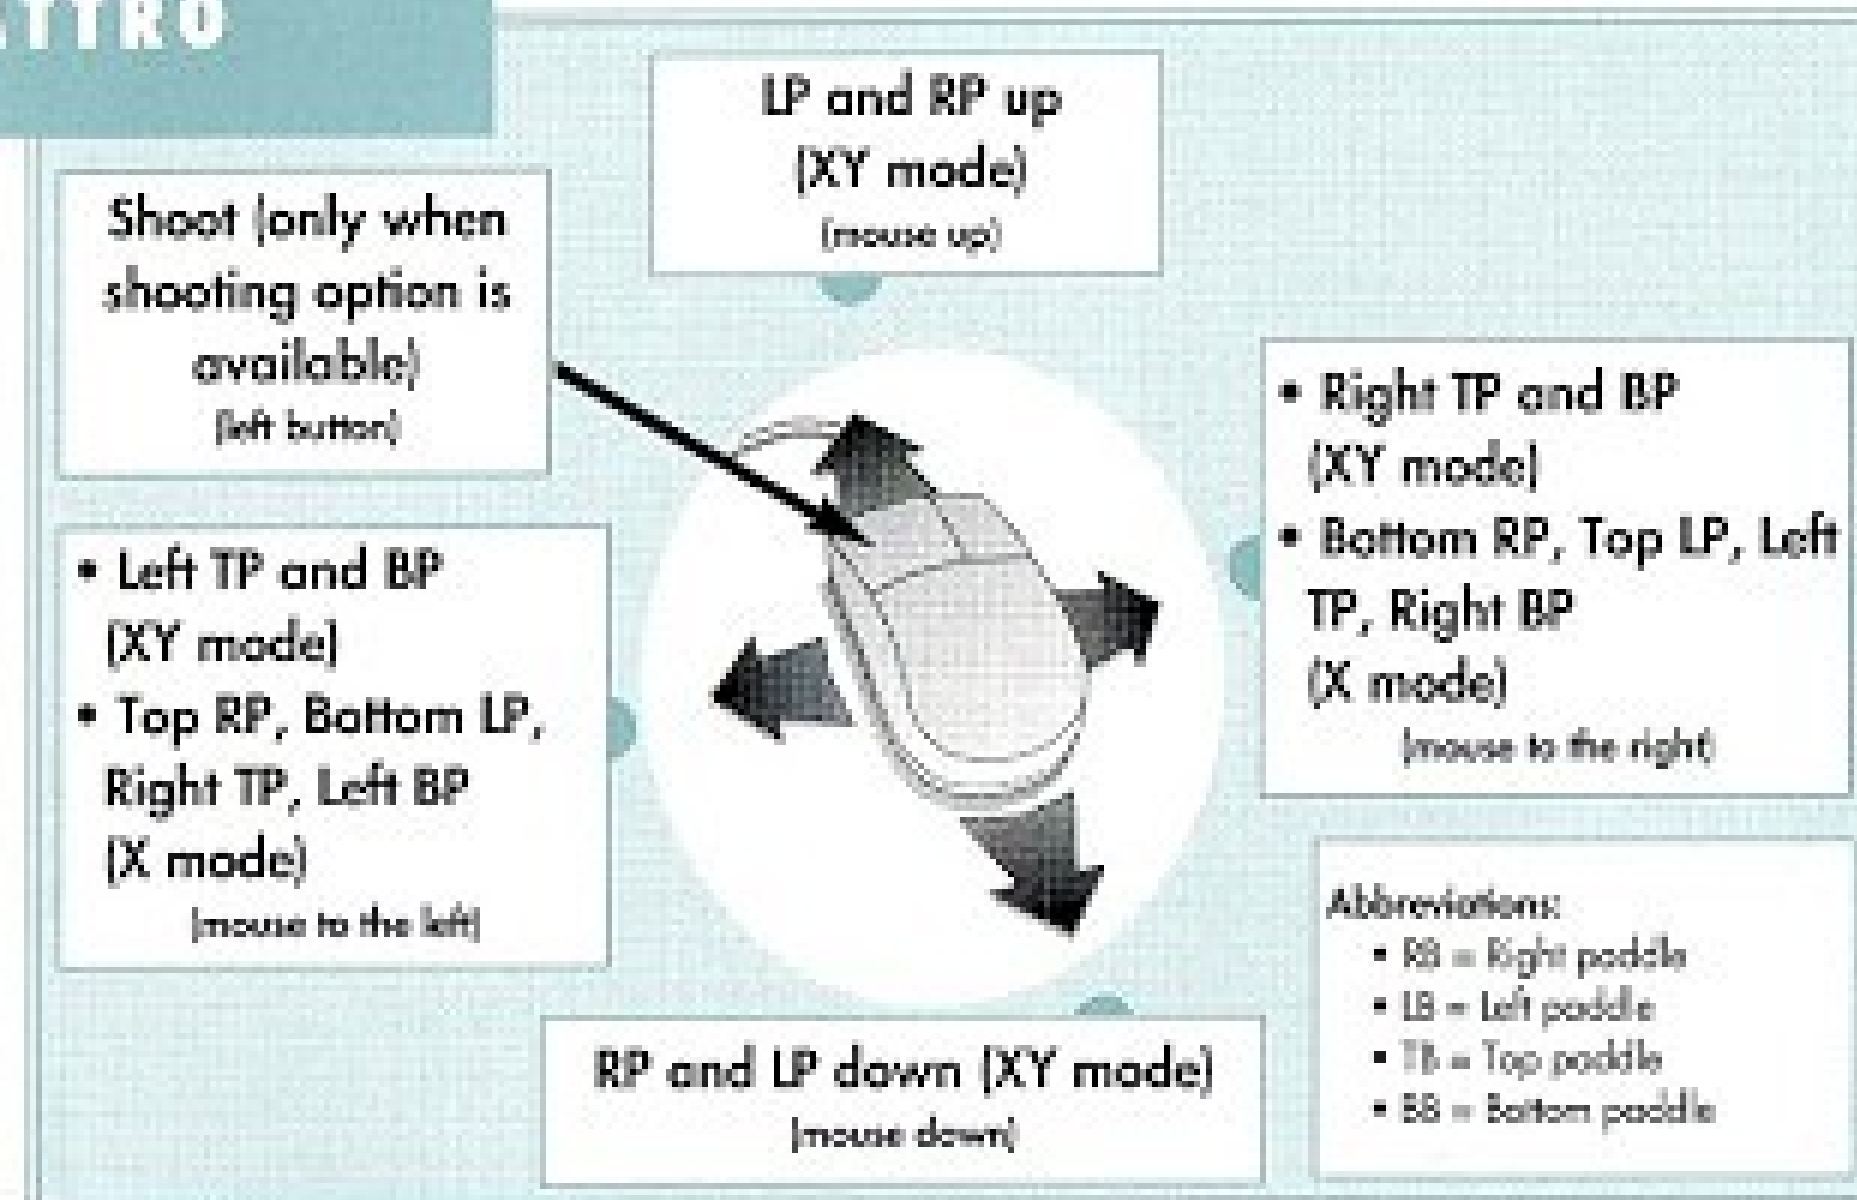 TTRO
LP and RP up
(XY mode)
(mouse up)
Shoot (only when
shooting option is
available)
(left button)
• Right TP and BP
(XY mode)
• Bottom RP, Top LP, Left
TP, Right BP
(X mode)
(mouse to the right)
• Left TP and BP
(XY mode)
• Top RP, Bottom LP,
Right TP, Left BP
(X mode)
(mouse to the left)
RP and LP down (XY mode)
(mouse down)
Abbreviations:
• RB = Right paddle
• LB = Left paddle
• TB = Top paddle
• BB = Bottom paddle